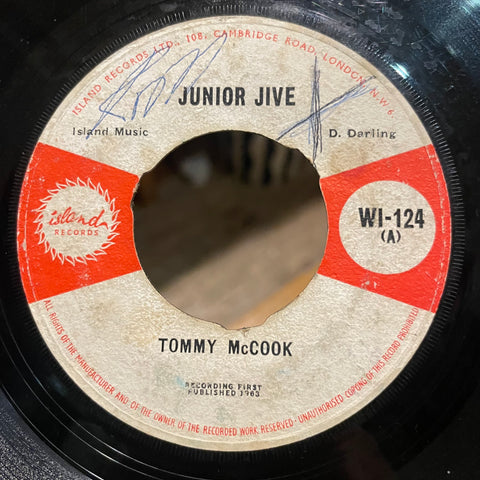 ISLAND RECORDS LTD., 108, CAMBRIDGE ROAD, LONDON N.W.6.
JUNIOR JIVE
Island Music
D. Darling
island
RECORDS
WI-124
(A)
TOMMY McCOOK
RECORDING FIRST
PUBLISHED 1963
ALL RIGHTS OF THE MANUFACTURER AND OF THE OWNER OF THE RECORDED WORK RESERVED-UNAUTHORISED COPYING OF THIS RECORD PROHIBITED